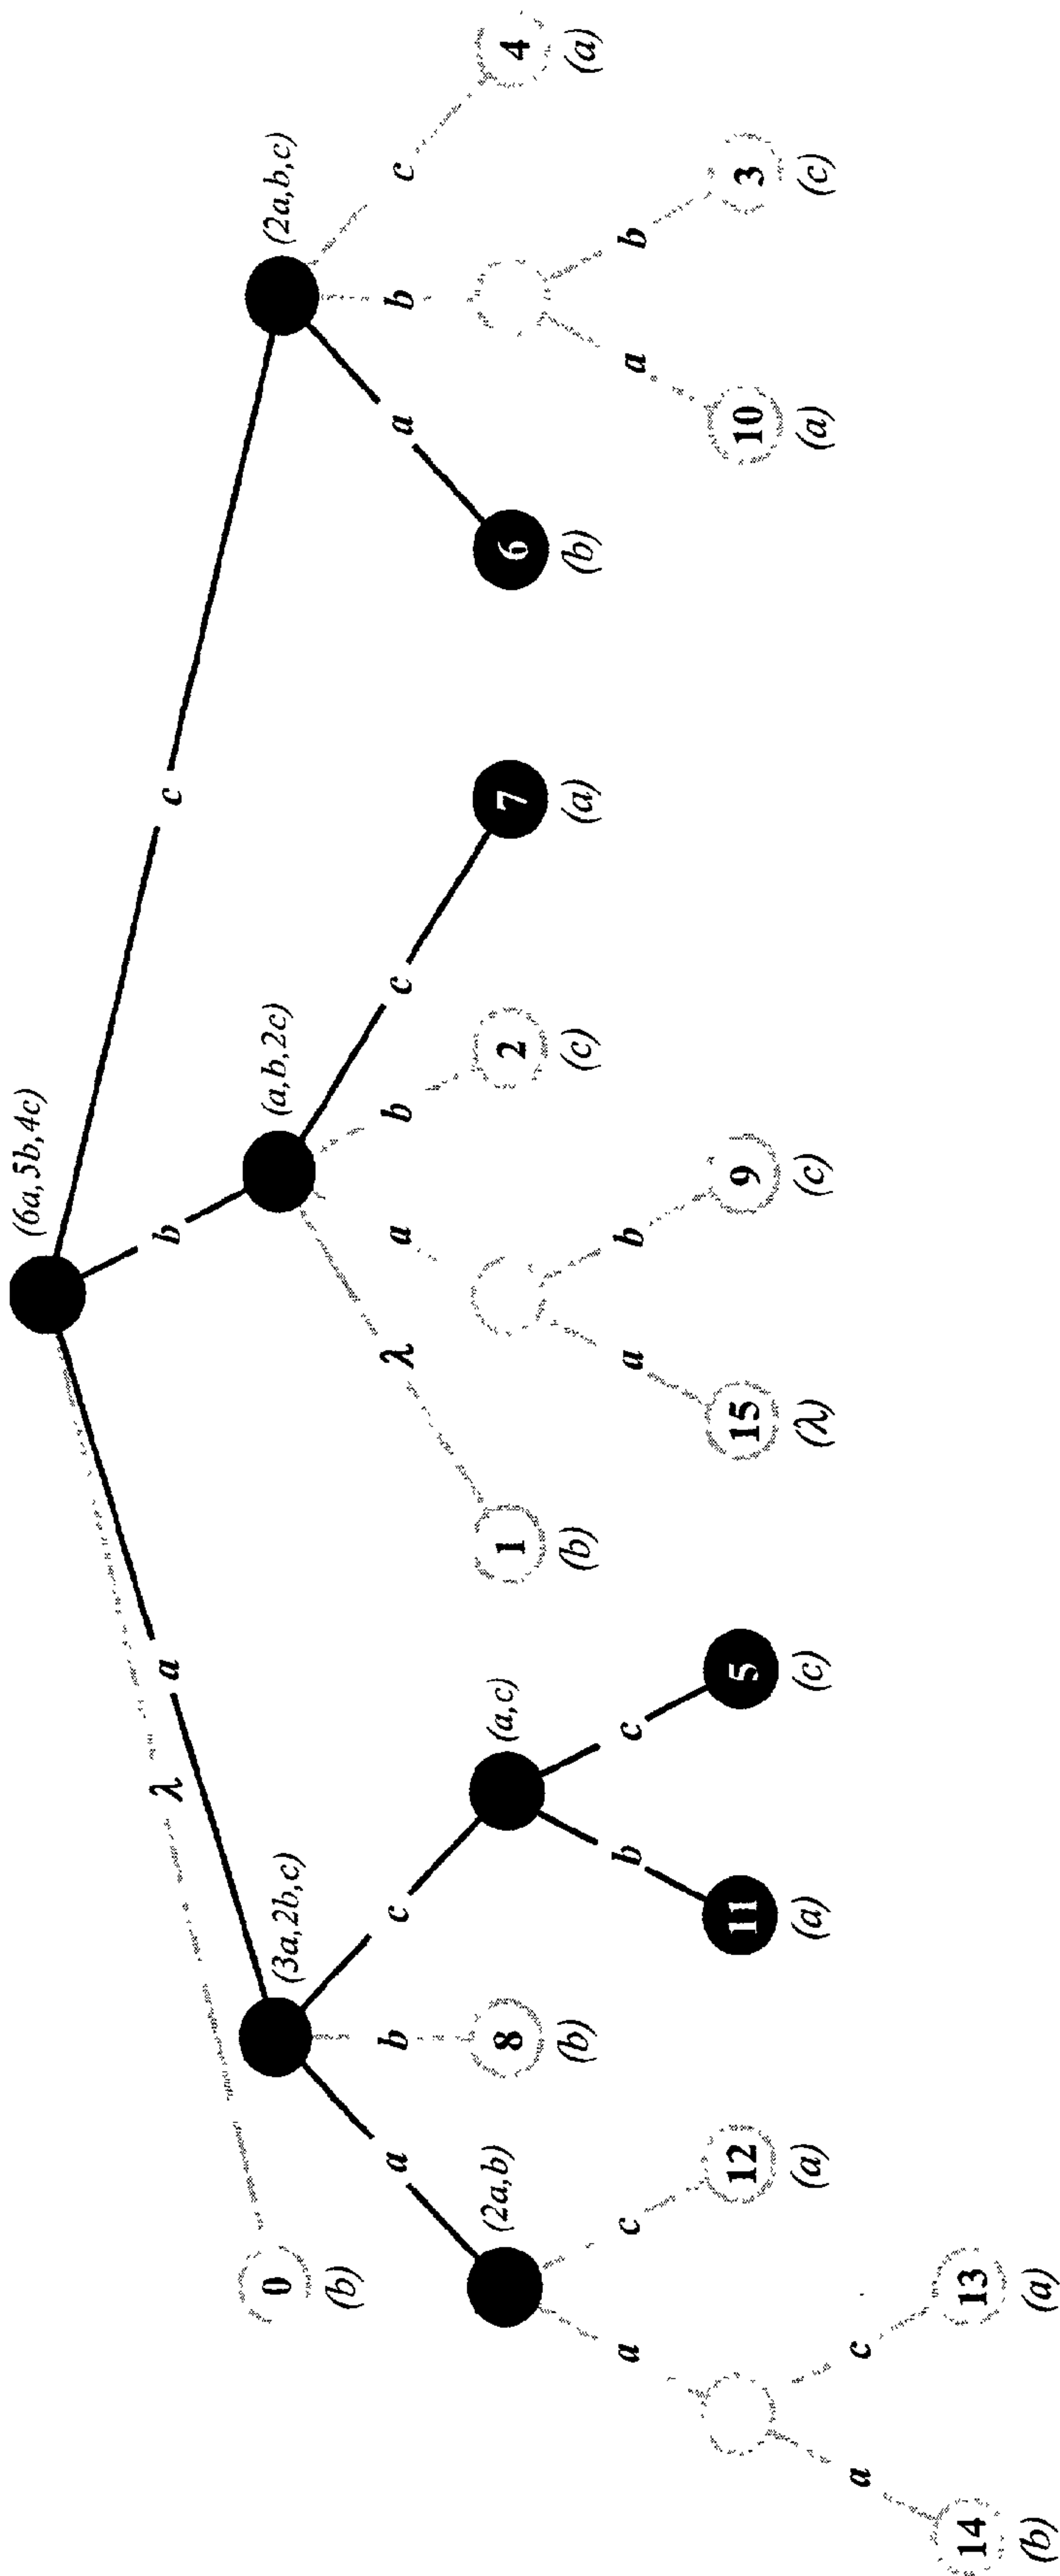 (6a,5b,4c)
λ a b c
0 (3a,2b,c) (a,b,2c) (2a,b,c)
(b)
a b c λ a b c a b c
(2a,b) (a,c)
8 1 2 7 6 4
(b) (b) (c) (a) (b) (a)
a c b c a b a b
12 11 5 15 9 10 3
(a) (a) (c) (λ) (c) (a) (c)
a c
14 13
(b) (a)